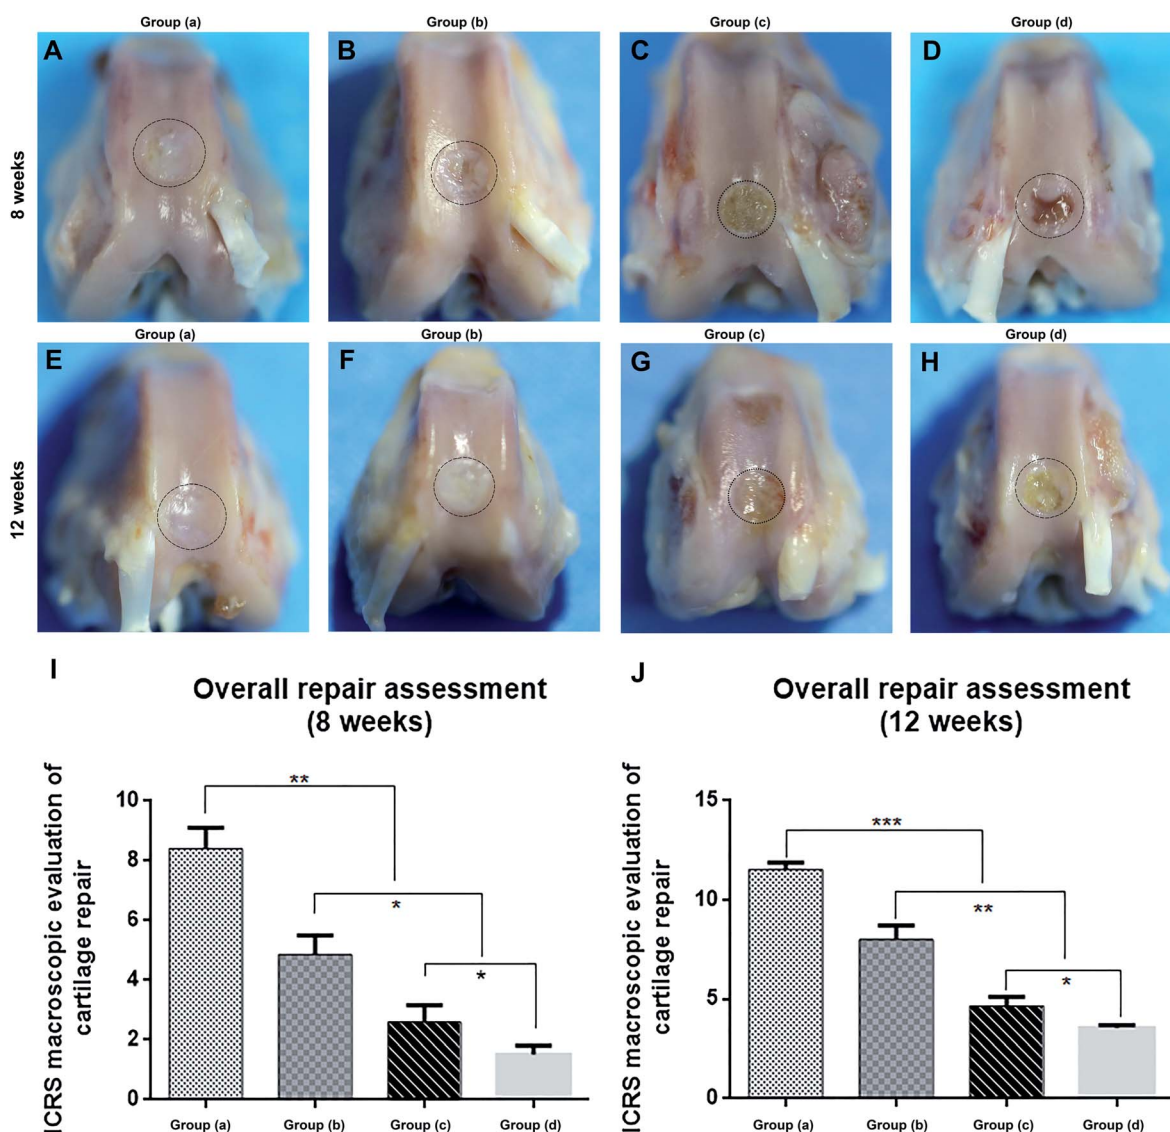 Group (a)
Group (b)
Group (c)
Group (d)
A
B
C
D
8 weeks
Group (a)
Group (b)
Group (c)
Group (d)
E
F
G
H
12 weeks
I
Overall repair assessment
(8 weeks)
ICRS macroscopic evaluation of
cartilage repair
10
8
6
4
2
0
**
*
*
Group (a)
Group (b)
Group (c)
Group (d)
J
Overall repair assessment
(12 weeks)
ICRS macroscopic evaluation of
cartilage repair
15
10
5
0
***
**
*
Group (a)
Group (b)
Group (c)
Group (d)